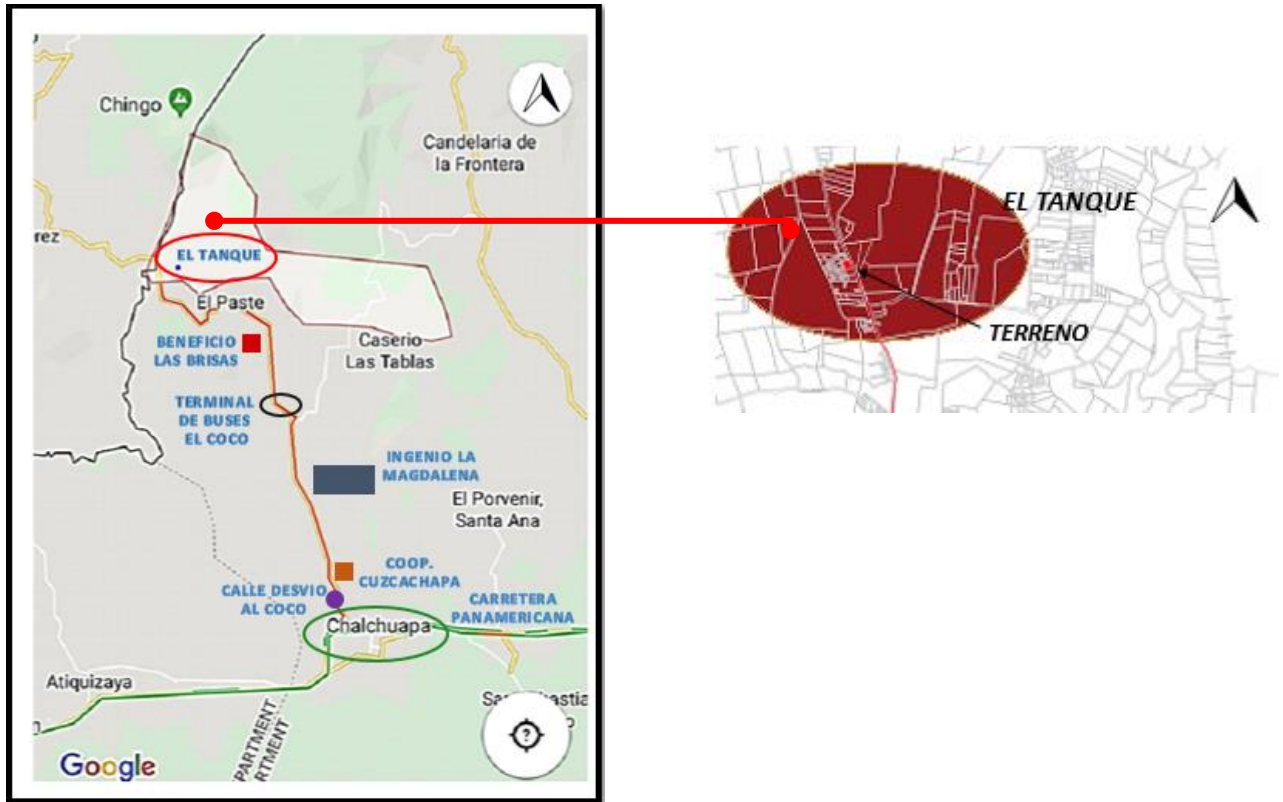 Chingo
Candelaria de
la Frontera
rez
EL TANQUE
El Paste
BENEFICIO
LAS BRISAS
Caserio
Las Tablas
TERMINAL
DE BUSES
EL COCO
INGENIO LA
MAGDALENA
El Porvenir,
Santa Ana
COOP.
CUZCACHAPA
CALLE DESVIO
AL COCO
CARRETERA
PANAMERICANA
Chalchuapa
Atiquizaya
PARTMENT
RTMENT
Google
EL TANQUE
TERRENO